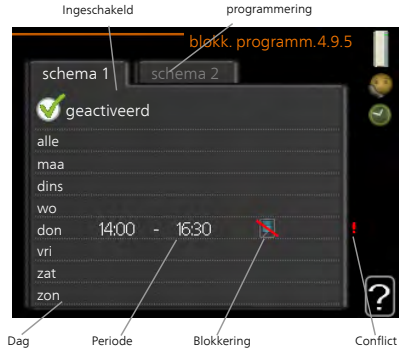 Ingeschakeld programmering
blokk. programm.4.9.5
schema 1 schema 2
geactiveerd
alle
maa
dins
wo
don 14:00 - 16:30 !
vri
zat
zon
?
Dag Periode Blokkering Conflict